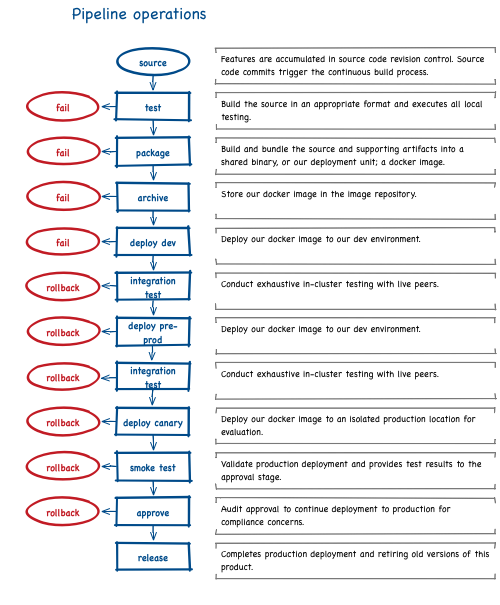 Pipeline operations
source
Features are accumulated in source code revision control. Source
code commits trigger the continuous build process.
fail
test
Build the source in an appropriate format and executes all local
testing.
fail
package
Build and bundle the source and supporting artifacts into a
shared binary, or our deployment unit; a docker image.
fail
archive
Store our docker image in the image repository.
fail
deploy dev
Deploy our docker image to our dev environment.
rollback
integration
test
Conduct exhaustive in-cluster testing with live peers.
rollback
deploy pre-
prod
Deploy our docker image to our dev environment.
rollback
integration
test
Conduct exhaustive in-cluster testing with live peers.
rollback
deploy canary
Deploy our docker image to an isolated production location for
evaluation.
rollback
smoke test
Validate production deployment and provides test results to the
approval stage.
rollback
approve
Audit approval to continue deployment to production for
compliance concerns.
release
Completes production deployment and retiring old versions of this
product.